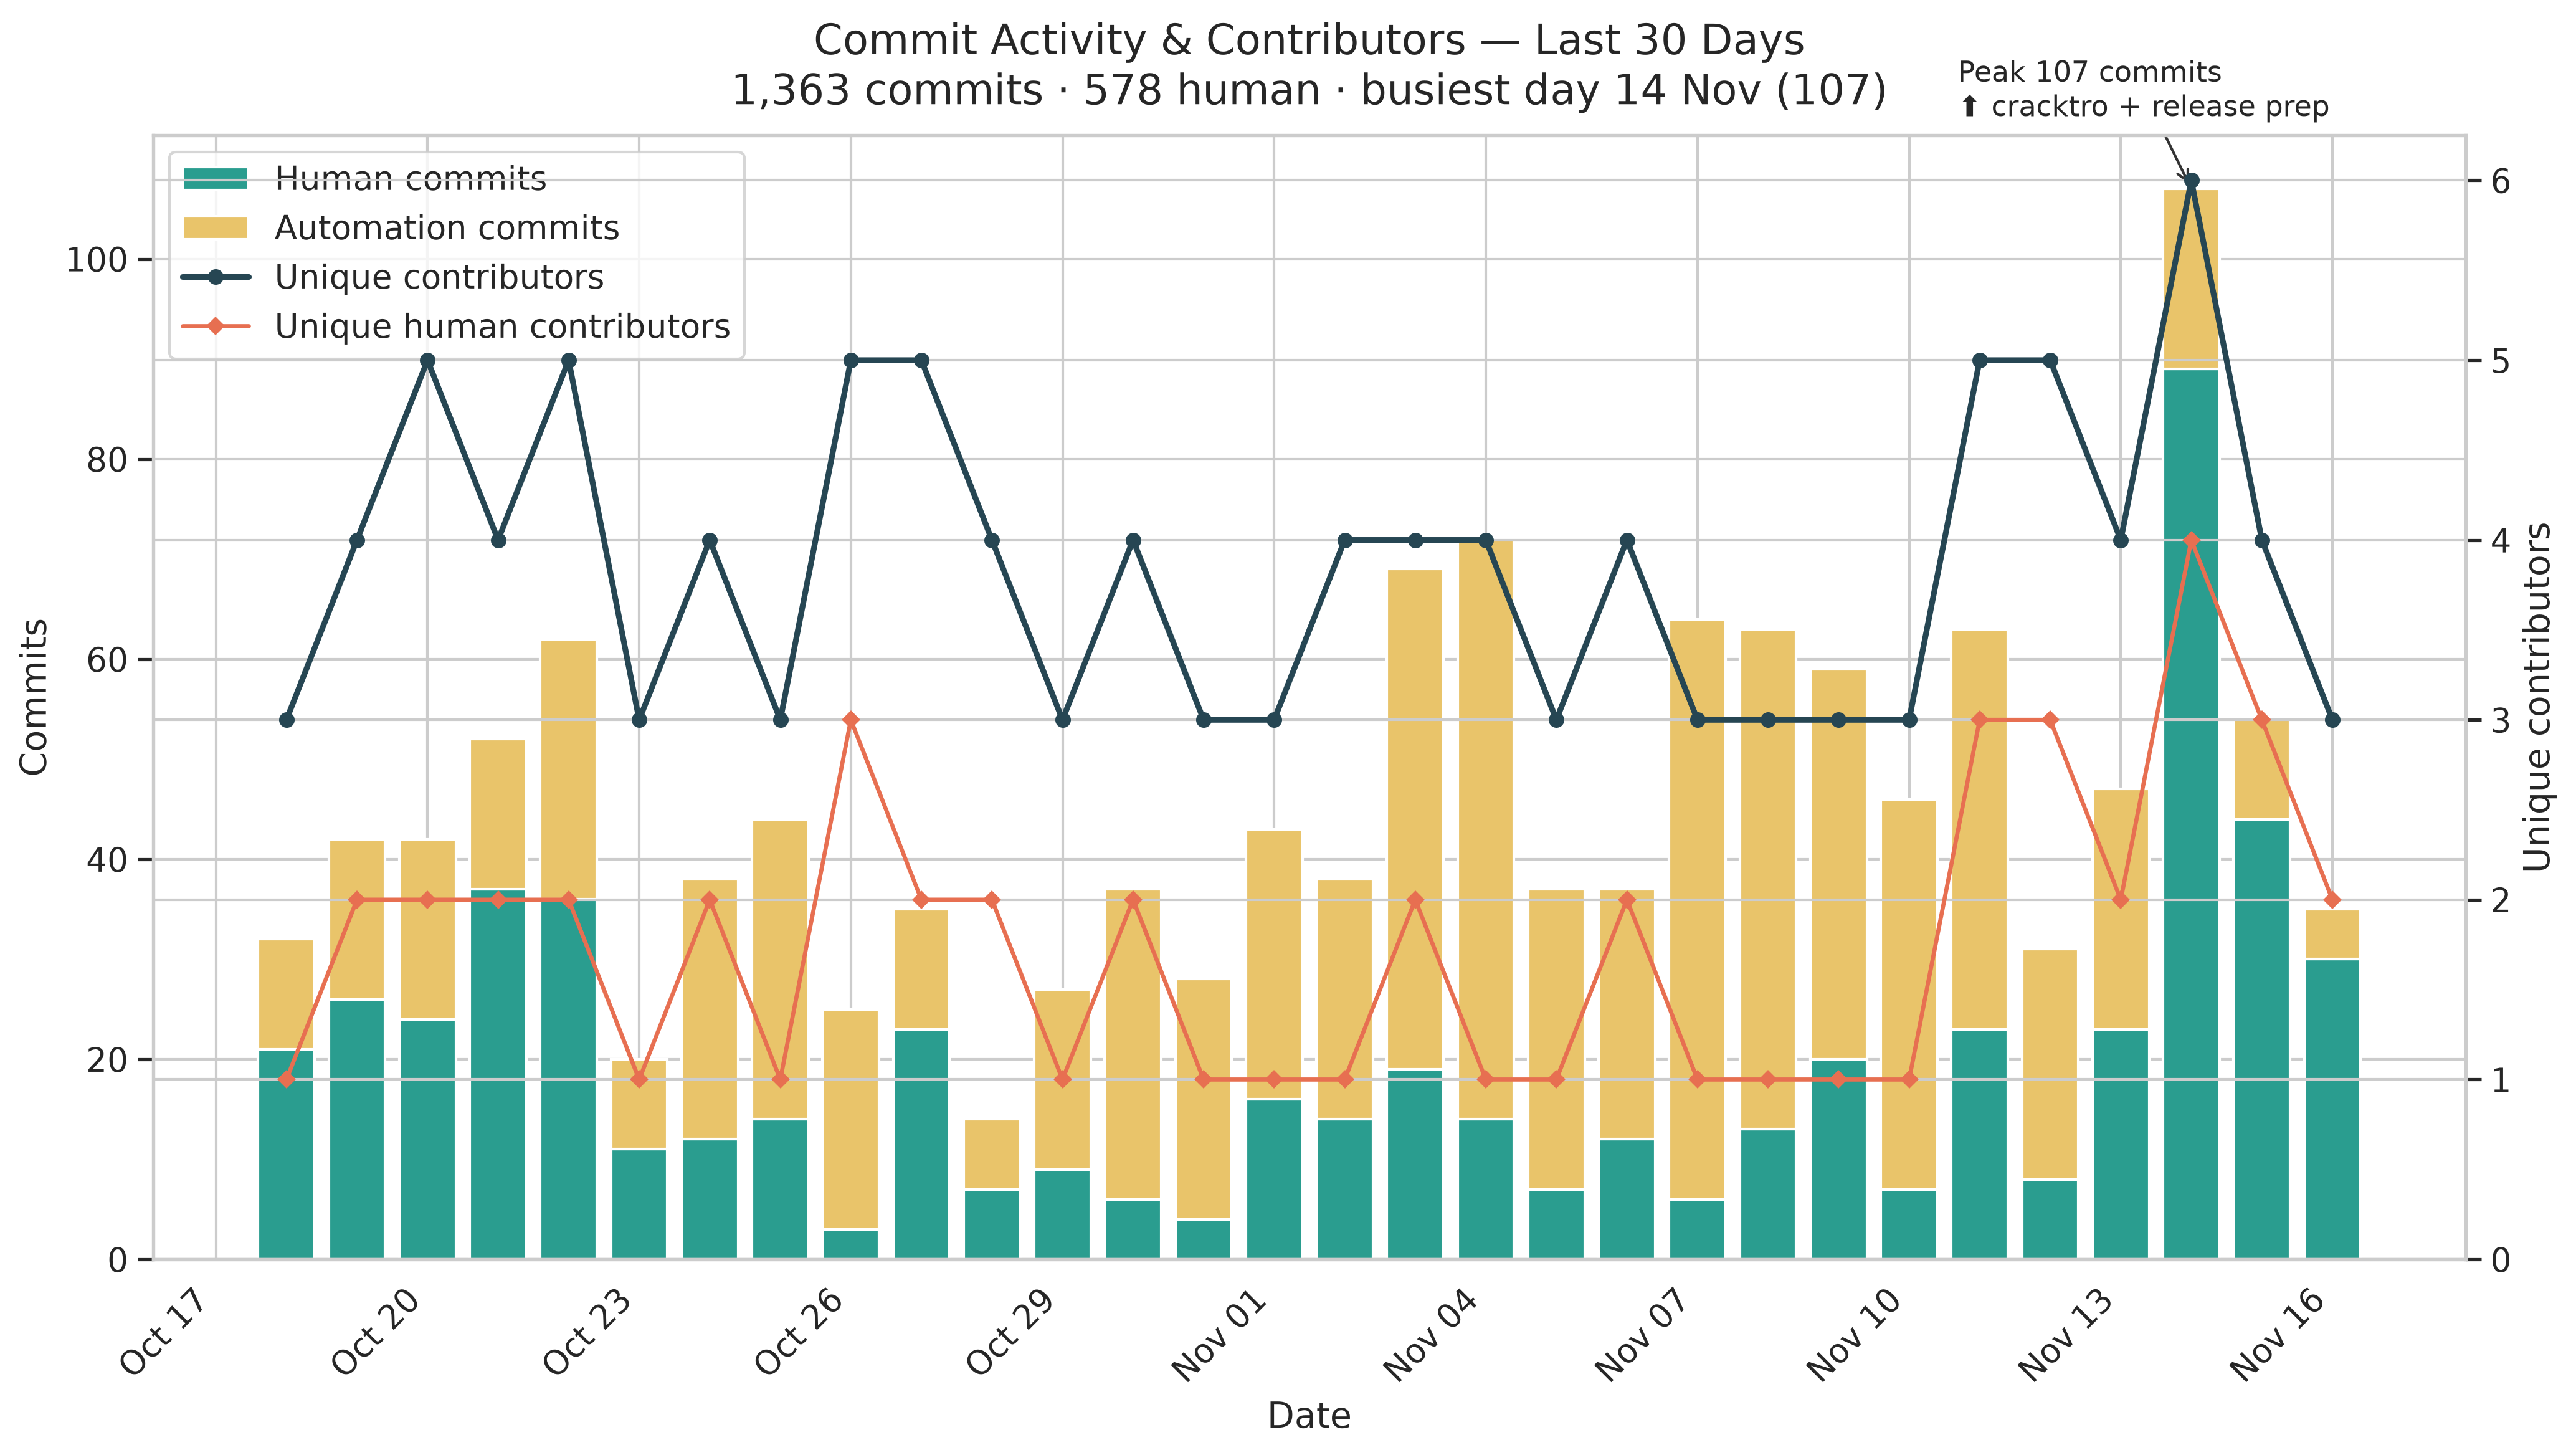 Commit Activity & Contributors — Last 30 Days
1,363 commits · 578 human · busiest day 14 Nov (107)
Peak 107 commits
⬆ cracktro + release prep
Human commits
Automation commits
Unique contributors
Unique human contributors
100
80
60
40
20
0
Commits
6
5
4
3
2
1
0
Unique contributors
Oct 17
Oct 20
Oct 23
Oct 26
Oct 29
Nov 01
Nov 04
Nov 07
Nov 10
Nov 13
Nov 16
Date